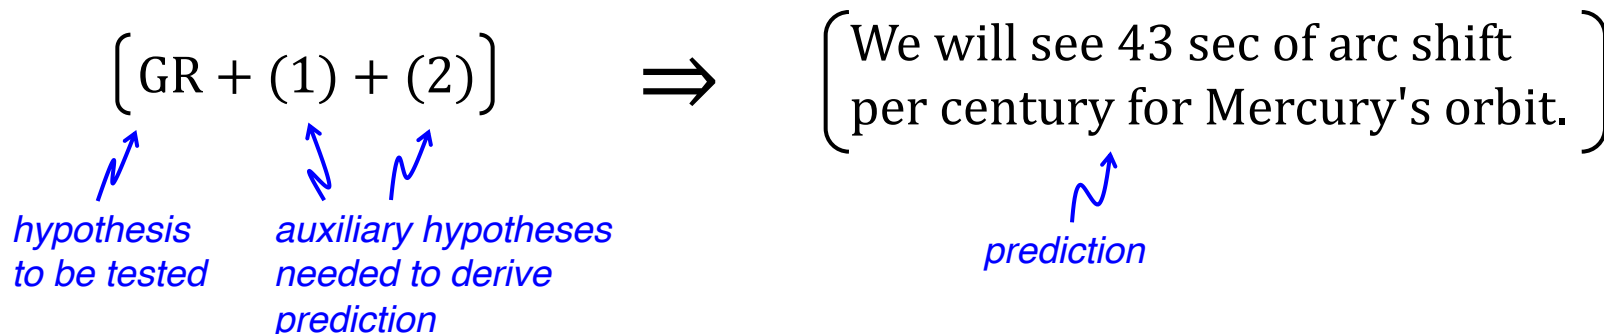 [GR + (1) + (2)] ⇒ [We will see 43 sec of arc shift
per century for Mercury's orbit.]
hypothesis
to be tested
auxiliary hypotheses
needed to derive
prediction
prediction